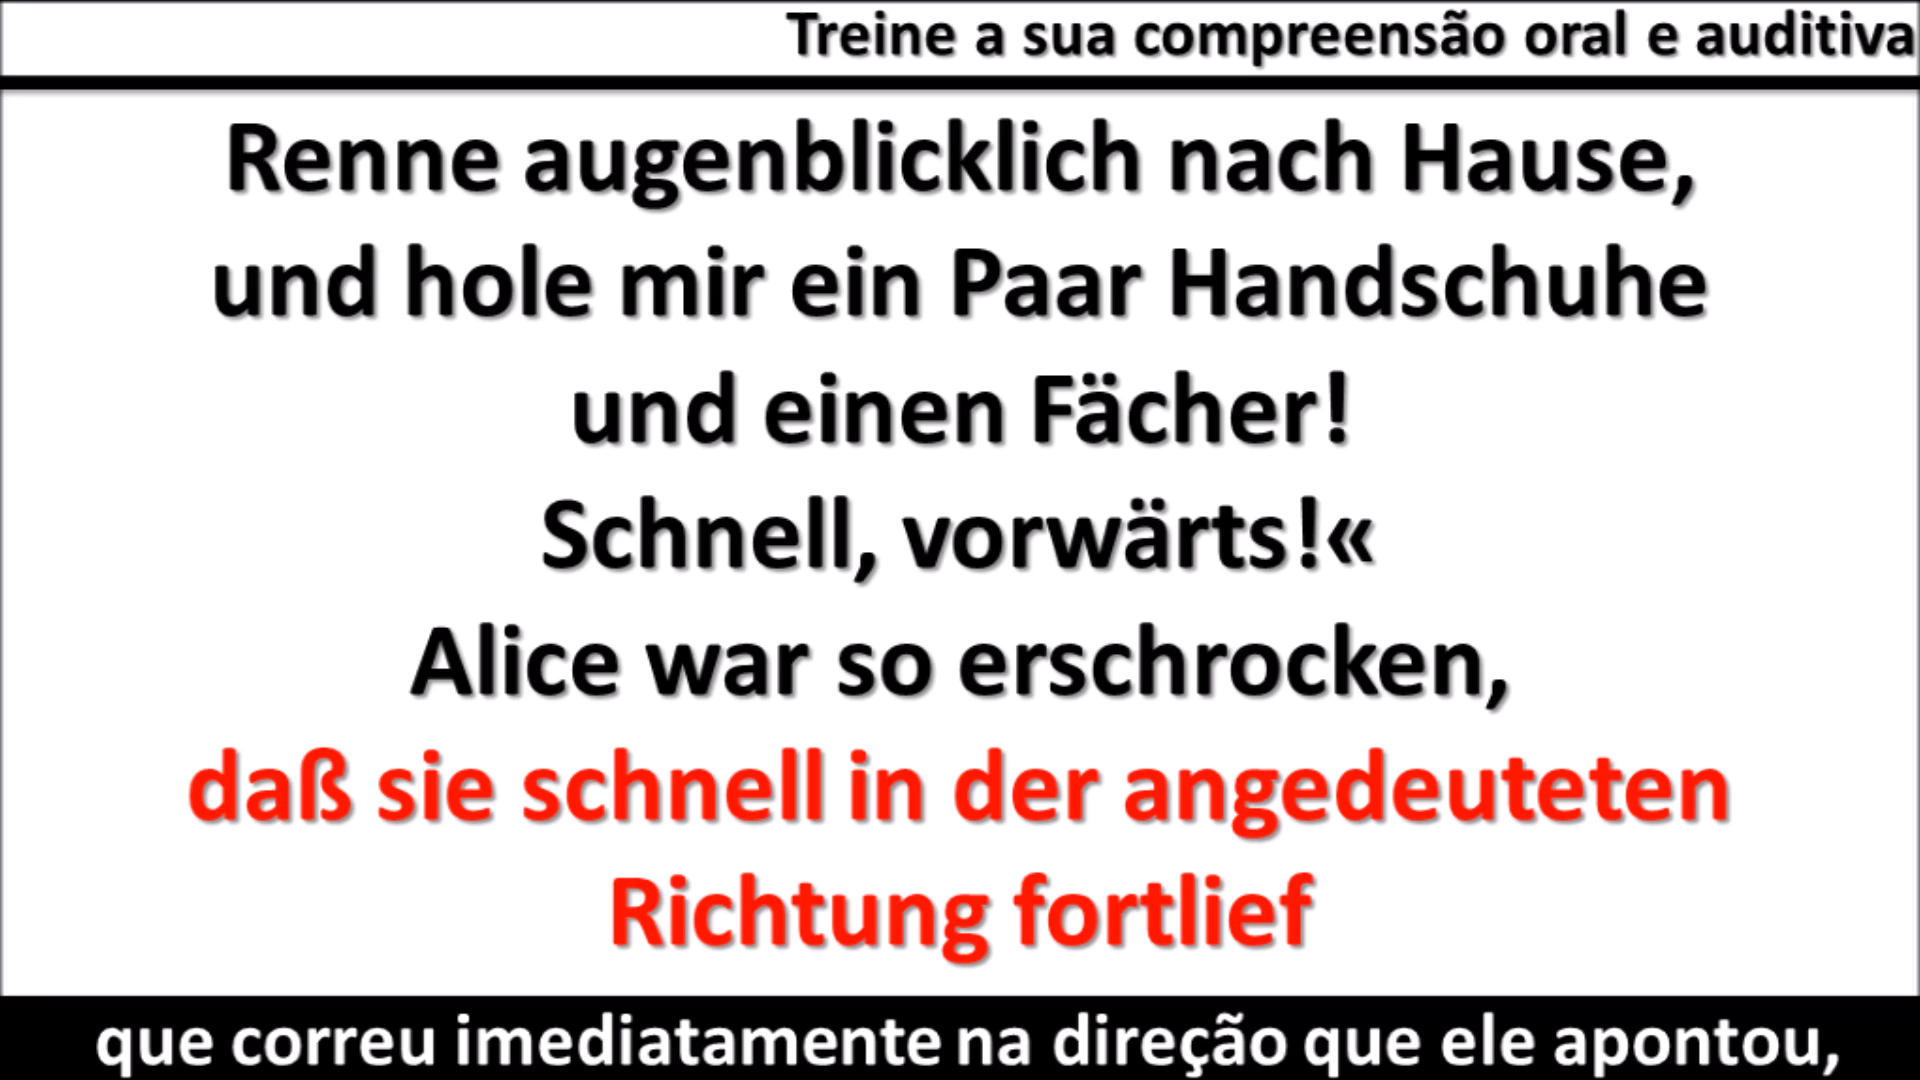 Treine a sua compreensão oral e auditiva
Renne augenblicklich nach Hause,
und hole mir ein Paar Handschuhe
und einen Fächer!
Schnell, vorwärts!«
Alice war so erschrocken,
daß sie schnell in der angedeuteten
Richtung fortlief
que correu imediatamente na direção que ele apontou,